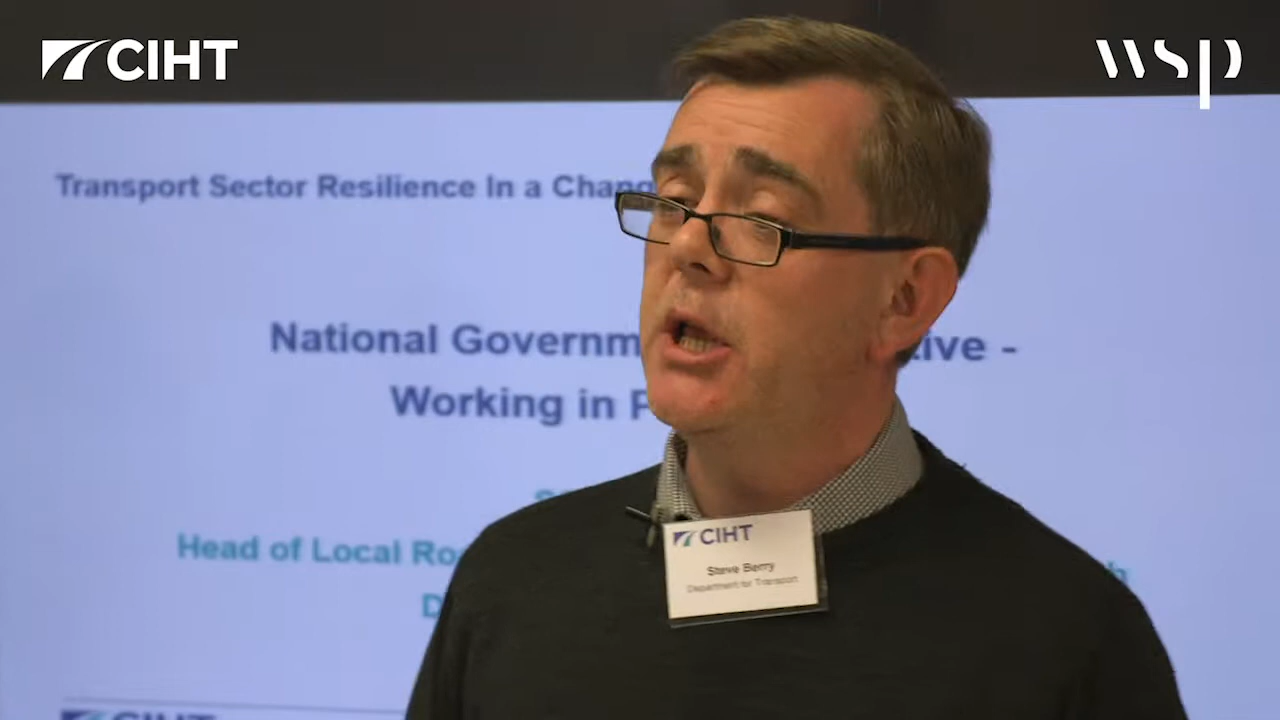 CIHT
wsp
Transport Sector Resilience In a Chang
National Governm ive -
Working in P
S
Head of Local Ro h
D
CIHT
Steve Berry
Department for Transport
CIHT